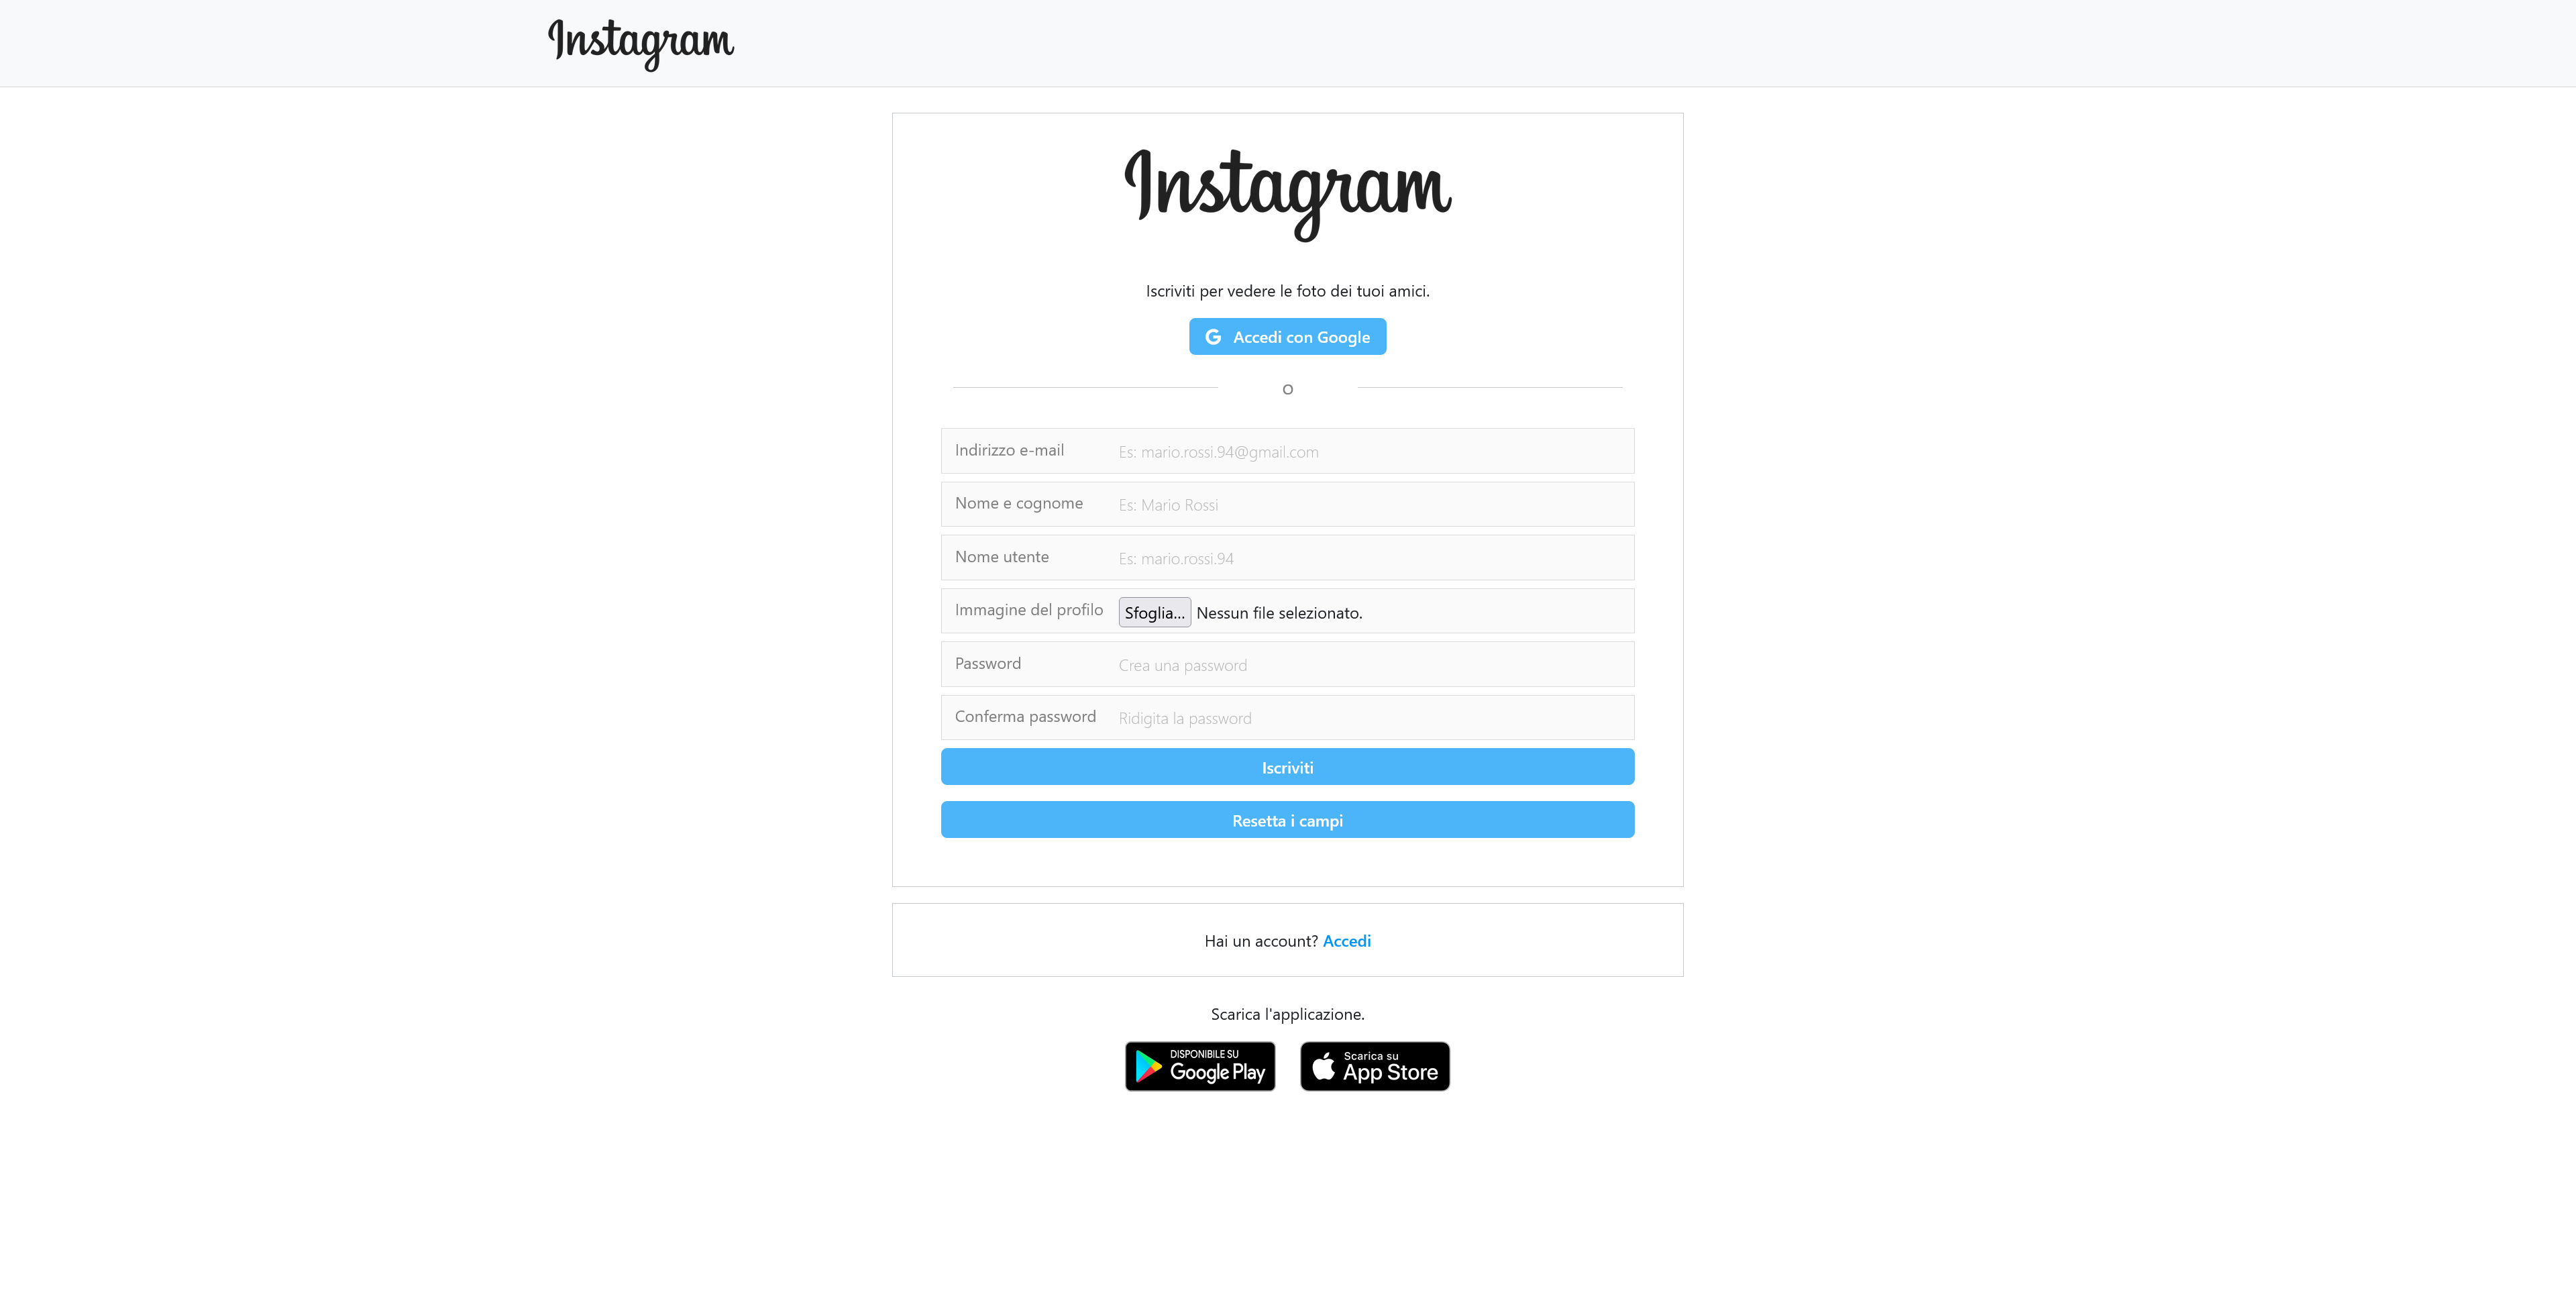 Instagram
Instagram
Iscriviti per vedere le foto dei tuoi amici.
G Accedi con Google
O
Indirizzo e-mail Es: mario.rossi.94@gmail.com
Nome e cognome Es: Mario Rossi
Nome utente Es: mario.rossi.94
Immagine del profilo Sfoglia... Nessun file selezionato.
Password Crea una password
Conferma password Ridigita la password
Iscriviti
Resetta i campi
Hai un account? Accedi
Scarica l'applicazione.
DISPONIBILE SU
Google Play
Scarica su
App Store